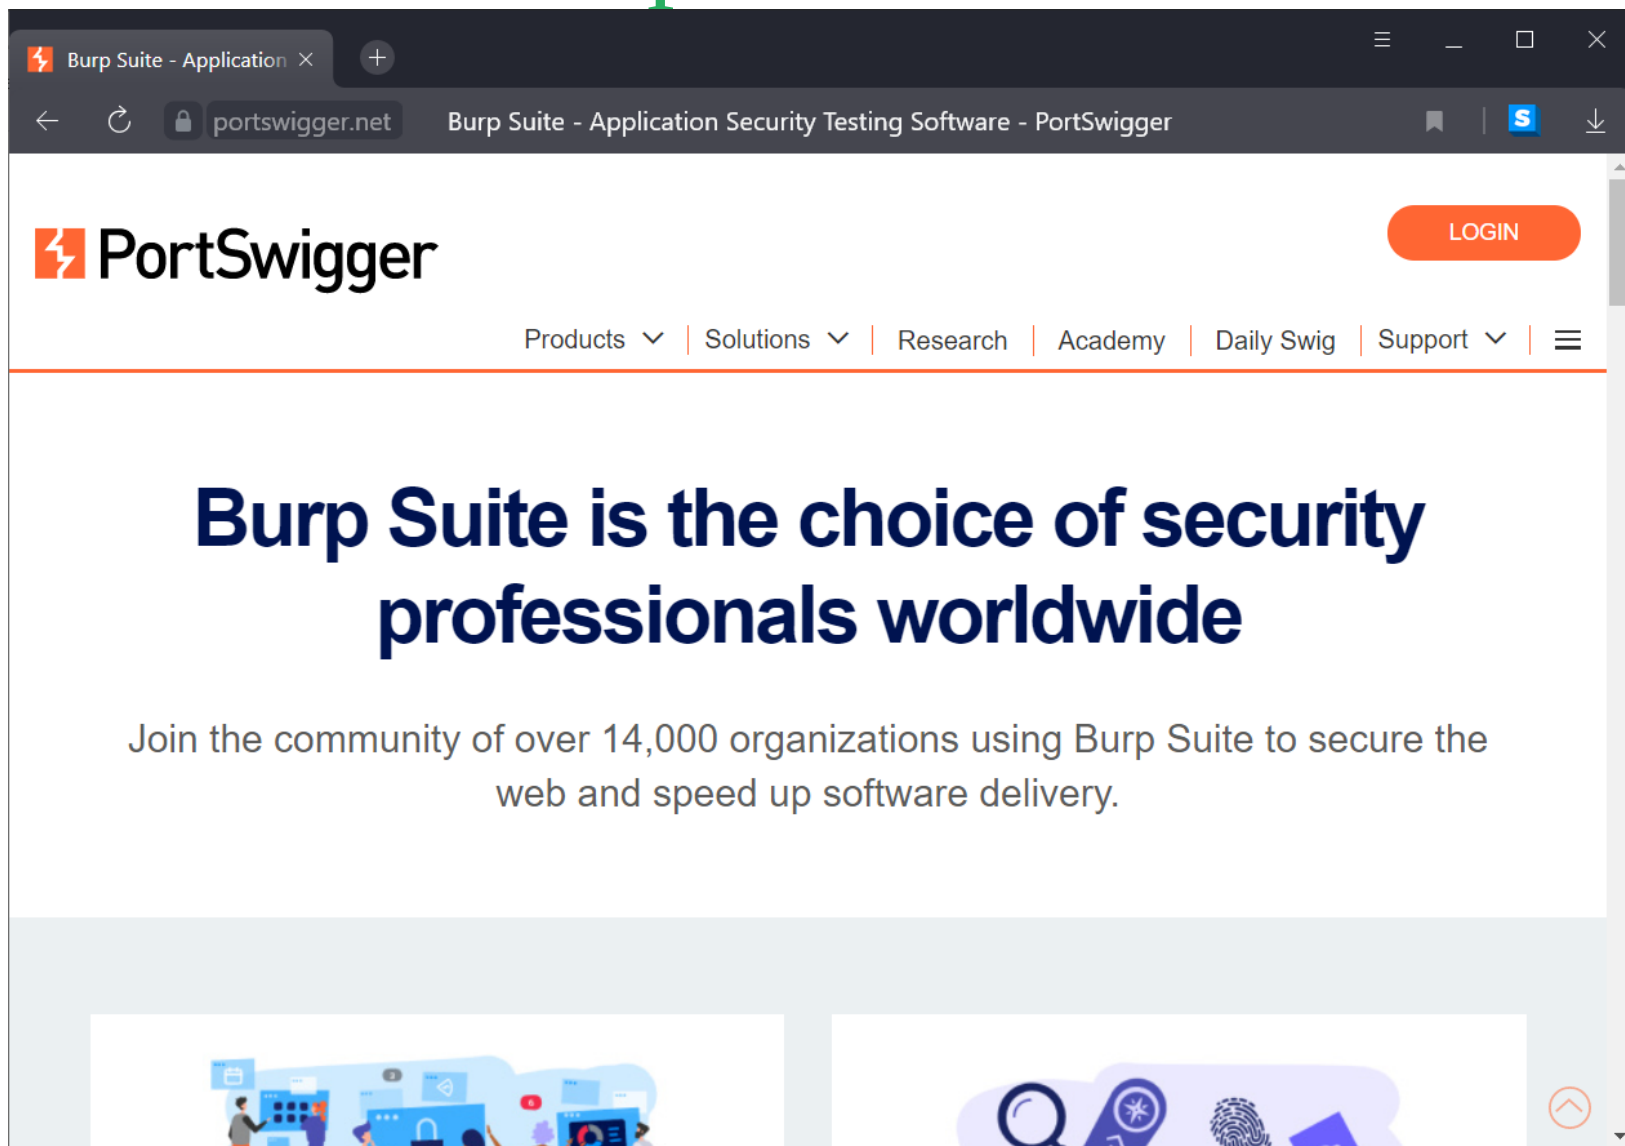 Burp Suite - Application
portswigger.net
Burp Suite - Application Security Testing Software - PortSwigger
S
PortSwigger
LOGIN
Products
Solutions
Research
Academy
Daily Swig
Support
Burp Suite is the choice of security
professionals worldwide
Join the community of over 14,000 organizations using Burp Suite to secure the
web and speed up software delivery.
3
6